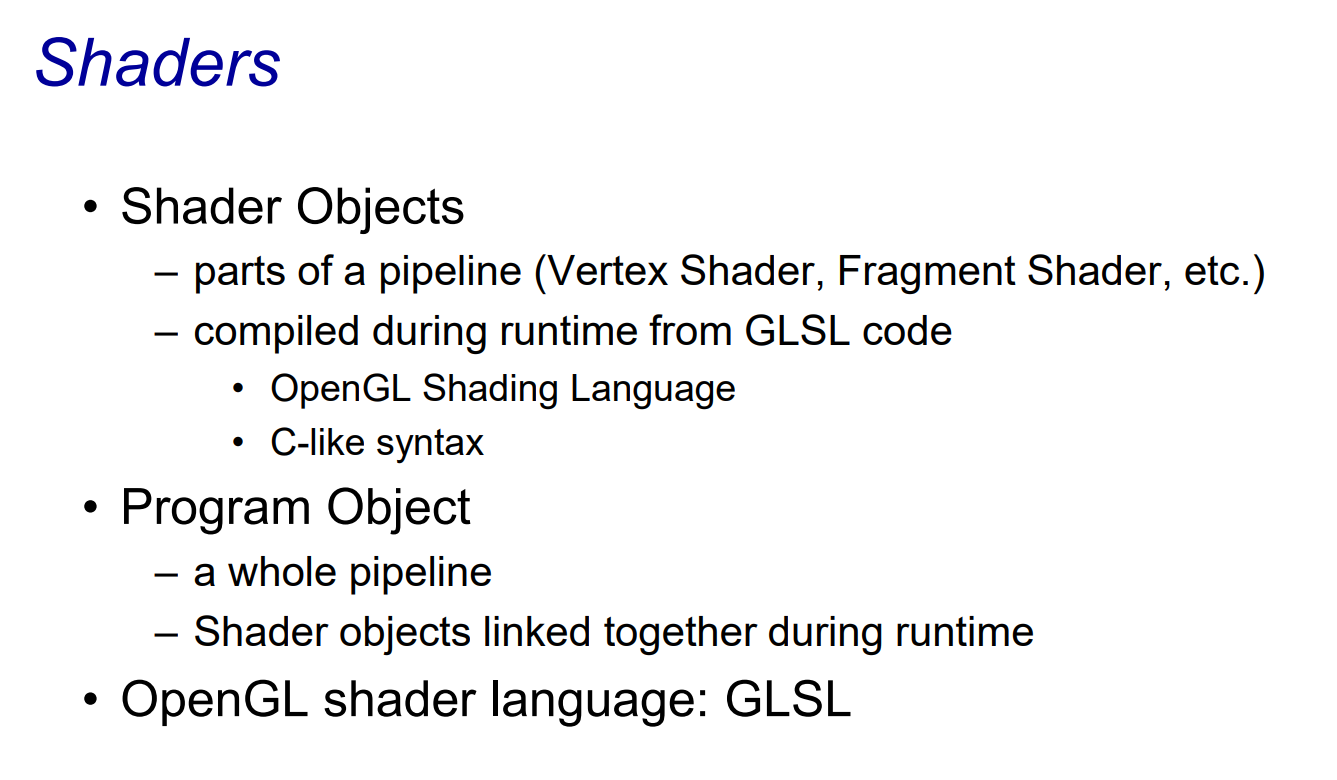 Shaders
• Shader Objects
– parts of a pipeline (Vertex Shader, Fragment Shader, etc.)
– compiled during runtime from GLSL code
• OpenGL Shading Language
• C-like syntax
• Program Object
– a whole pipeline
– Shader objects linked together during runtime
• OpenGL shader language: GLSL